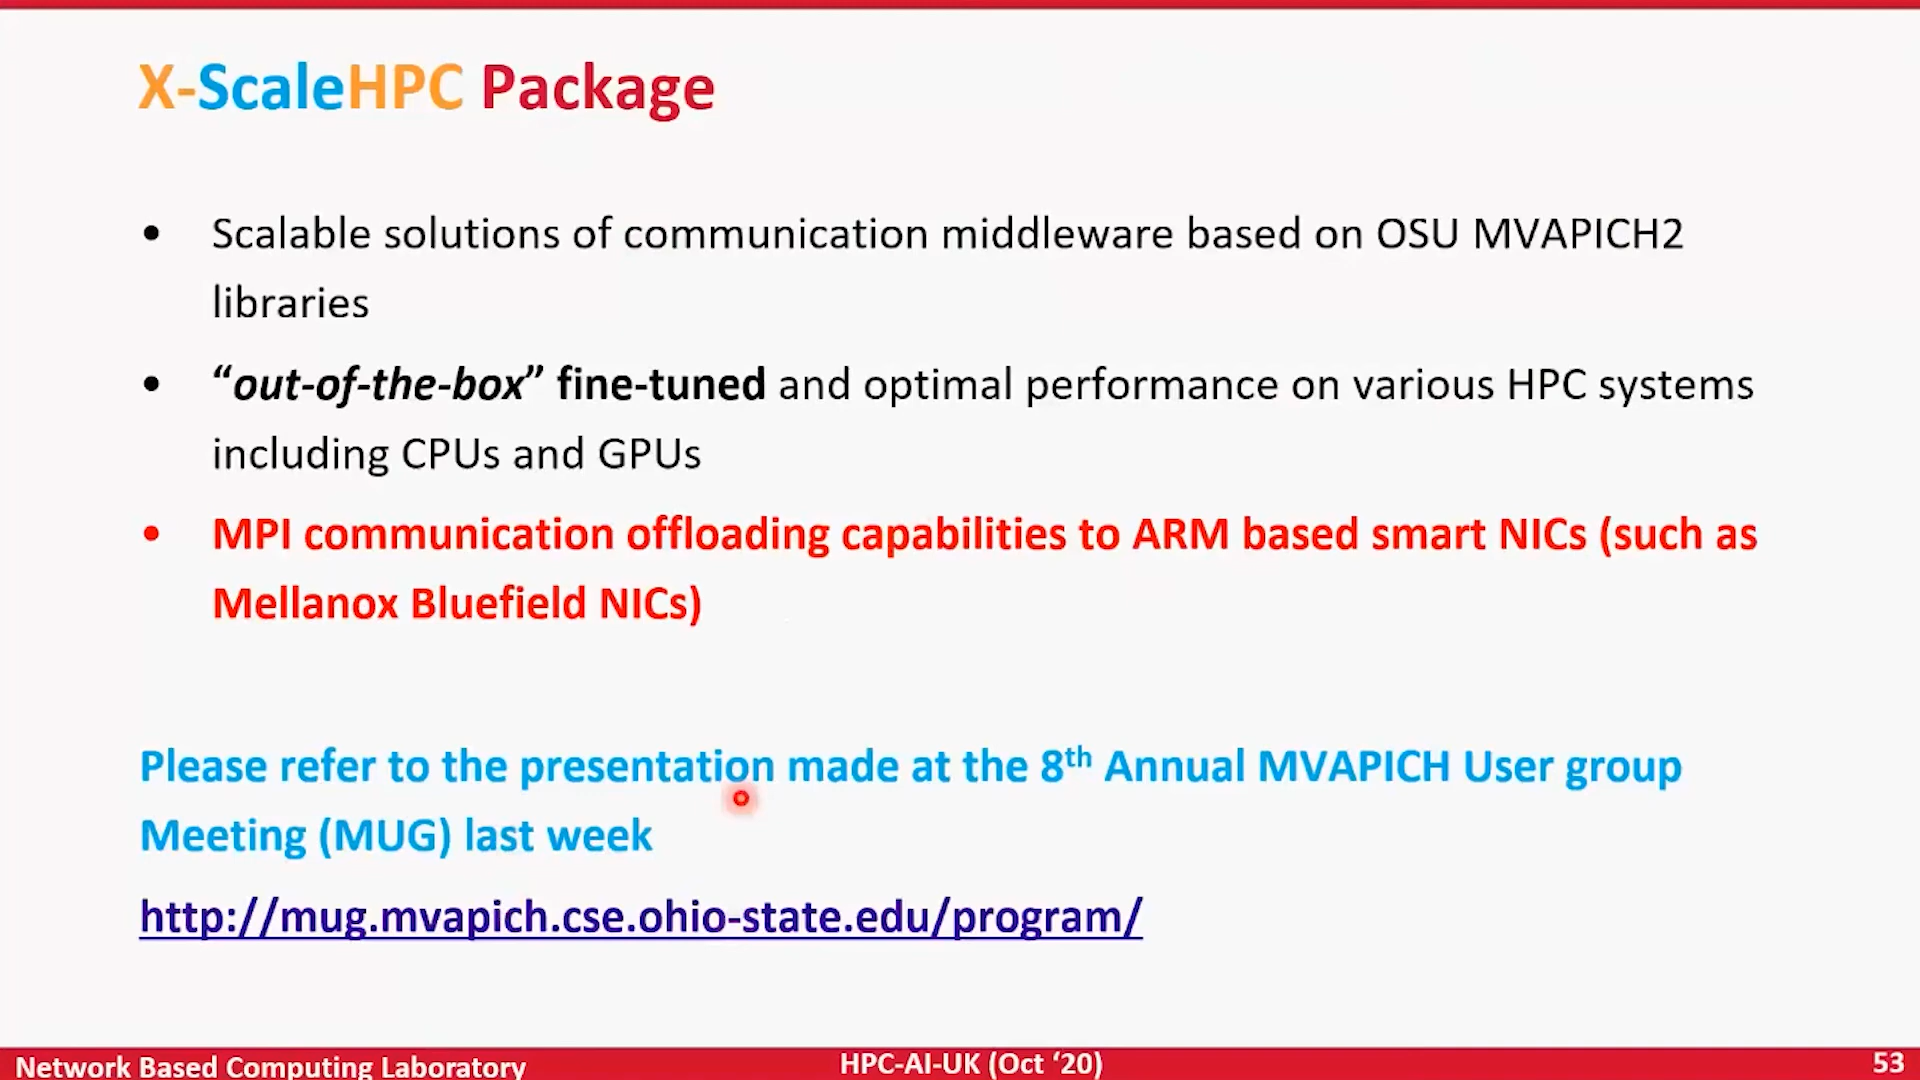 X-ScaleHPC Package
• Scalable solutions of communication middleware based on OSU MVAPICH2
libraries
• “out-of-the-box” fine-tuned and optimal performance on various HPC systems
including CPUs and GPUs
• MPI communication offloading capabilities to ARM based smart NICs (such as
Mellanox Bluefield NICs)
Please refer to the presentation made at the 8th Annual MVAPICH User group
Meeting (MUG) last week
http://mug.mvapich.cse.ohio-state.edu/program/
Network Based Computing Laboratory
HPC-AI-UK (Oct ‘20)
53